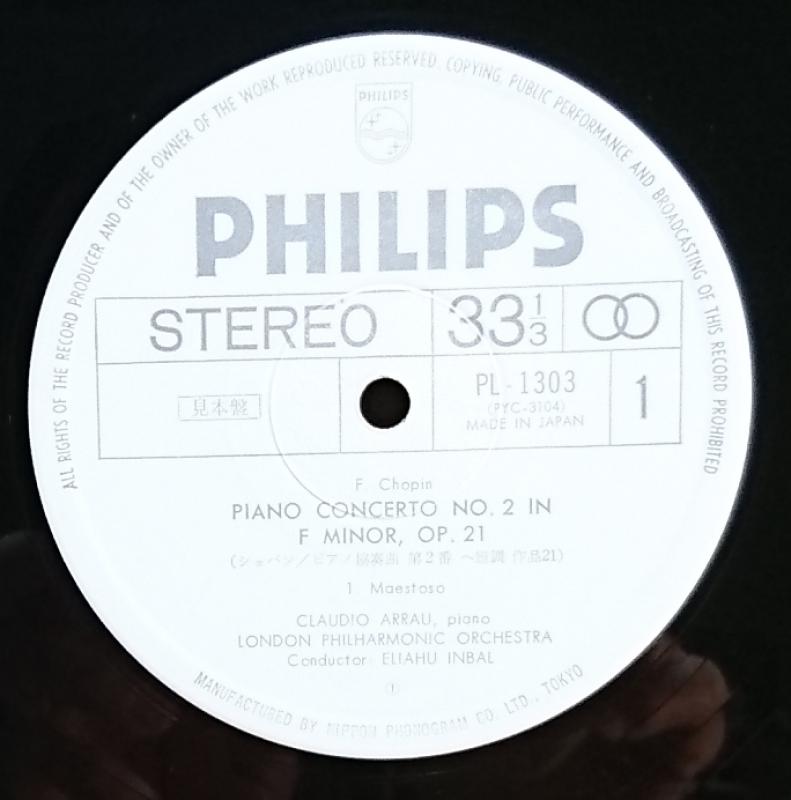 ALL RIGHTS OF THE RECORD PRODUCER AND OF THE OWNER OF THE WORK REPRODUCED RESERVED. COPYING, PUBLIC PERFORMANCE AND BROADCASTING OF THIS RECORD PROHIBITED
PHILIPS
PHILIPS
STEREO 33 1/3
見本盤 PL-1303 1
(PYC-3104)
MADE IN JAPAN
F. Chopin
PIANO CONCERTO NO. 2 IN
F MINOR, OP. 21
(ショパン/ピアノ協奏曲 第2番 ヘ短調 作品21)
1. Maestoso
CLAUDIO ARRAU, piano
LONDON PHILHARMONIC ORCHESTRA
Conductor: ELIAHU INBAL
MANUFACTURED BY NIPPON PHONOGRAM CO. LTD., TOKYO